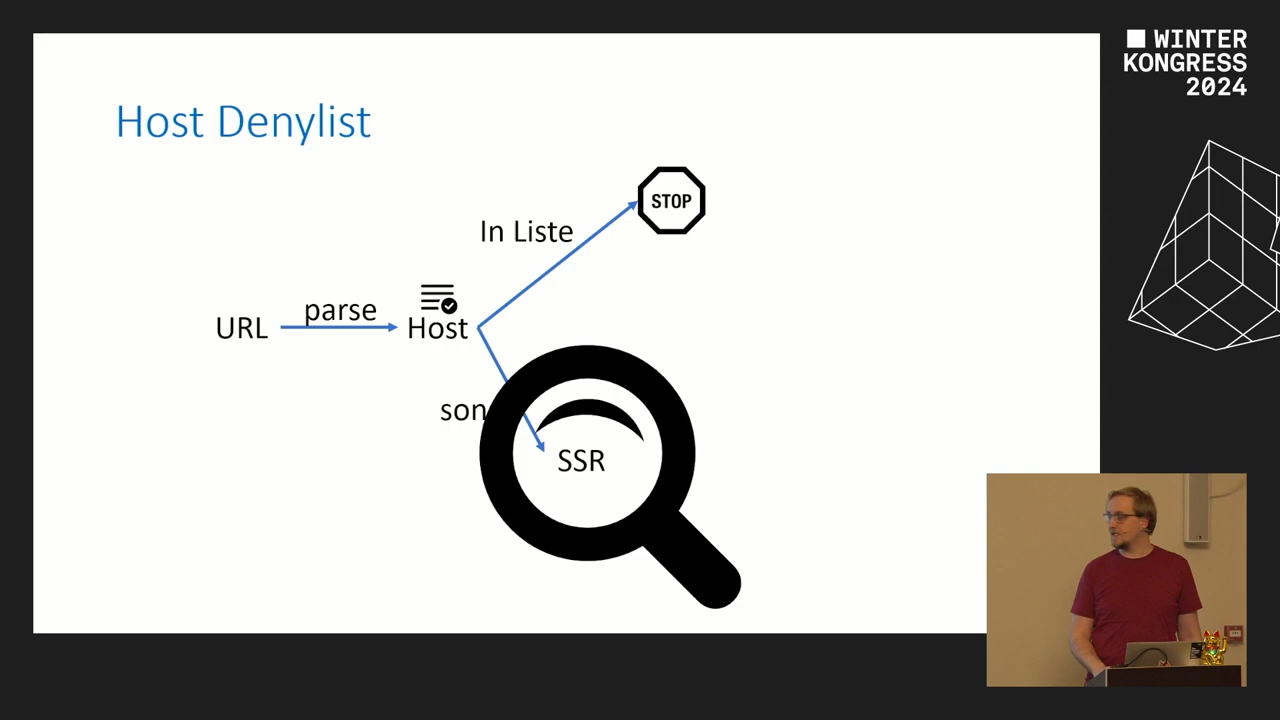 WINTER
KONGRESS
2024
Host Denylist
STOP
In Liste
parse
URL
Host
son
SSR